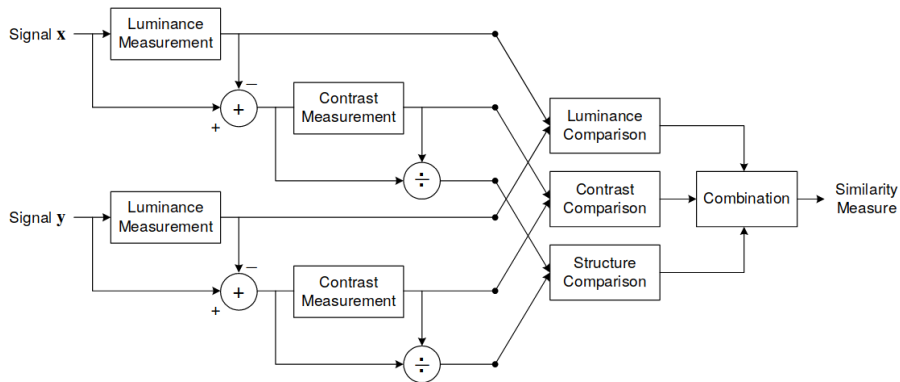 Luminance
Measurement
Signal x
−
+
+
Contrast
Measurement
Luminance
Comparison
÷
Contrast
Comparison
Combination
Similarity
Measure
Luminance
Measurement
Signal y
−
+
+
Contrast
Measurement
Structure
Comparison
÷